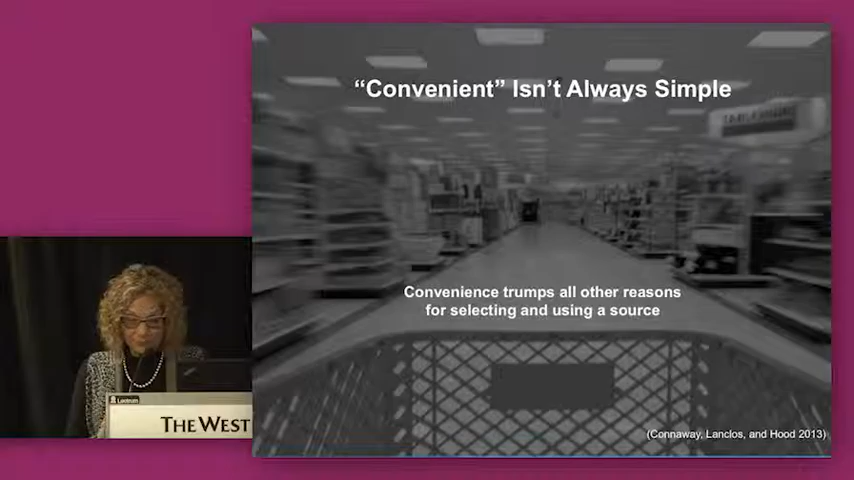 “Convenient” Isn’t Always Simple
Convenience trumps all other reasons
for selecting and using a source
(Connaway, Lanclos, and Hood 2013)
Lectrum
THE WEST